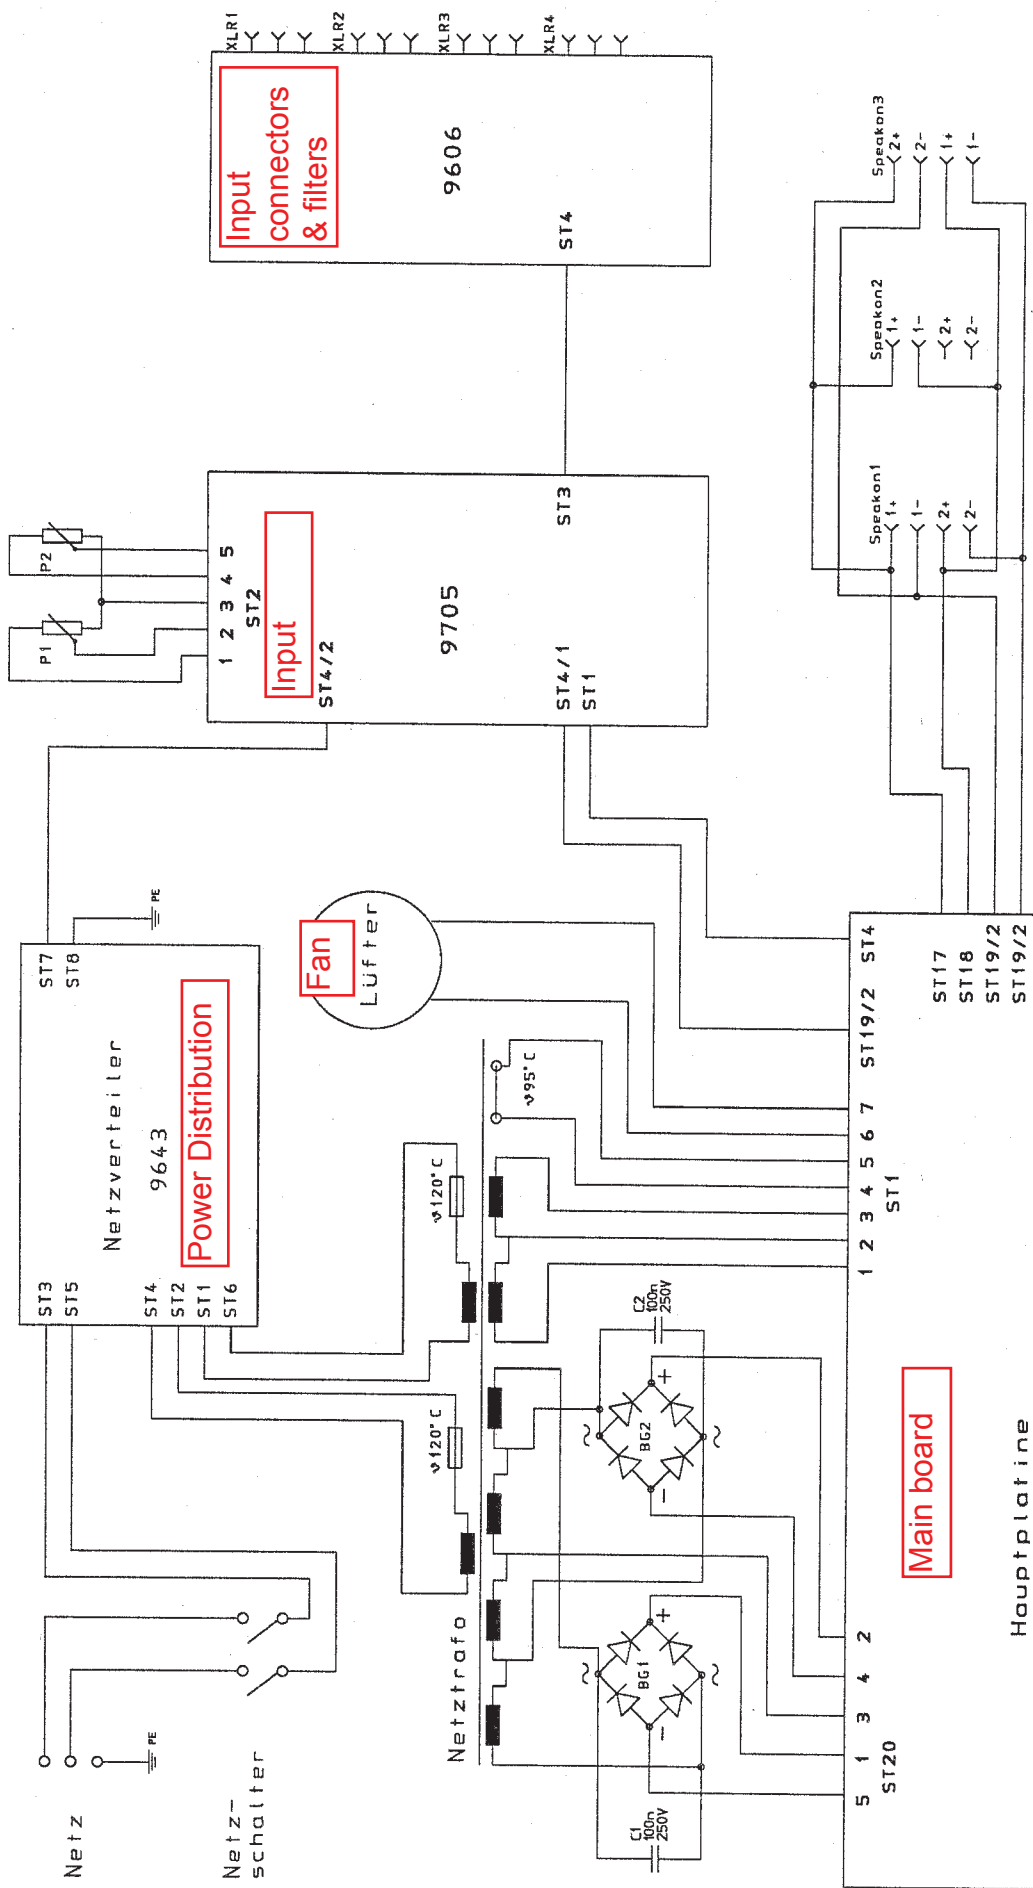 XLR1
XLR2
XLR3
XLR4
Input
connectors
& filters
9606
ST4
Speakon3
2+
2-
1+
1-
Speakon2
1+
1-
2+
2-
Speakon1
1+
1-
2+
2-
P1
P2
1 2 3 4 5
ST2
Input
ST4/2
9705
ST3
ST4/1
ST1
ST7
ST8
PE
Netzverteiler
9643
Power Distribution
ST3
ST5
ST4
ST2
ST1
ST6
Fan
Lüfter
ϑ120°C
ϑ95°C
ϑ120°C
Netztrafo
C2
100n
250V
BG2
~
~
+
-
C1
100n
250V
BG1
~
~
+
-
Netz
PE
Netz-
schalter
ST17
ST18
ST19/2
ST19/2
ST4
ST19/2
1 2 3 4 5 6 7
ST1
5 1 3 4 2
ST20
Main board
Hauptplatine